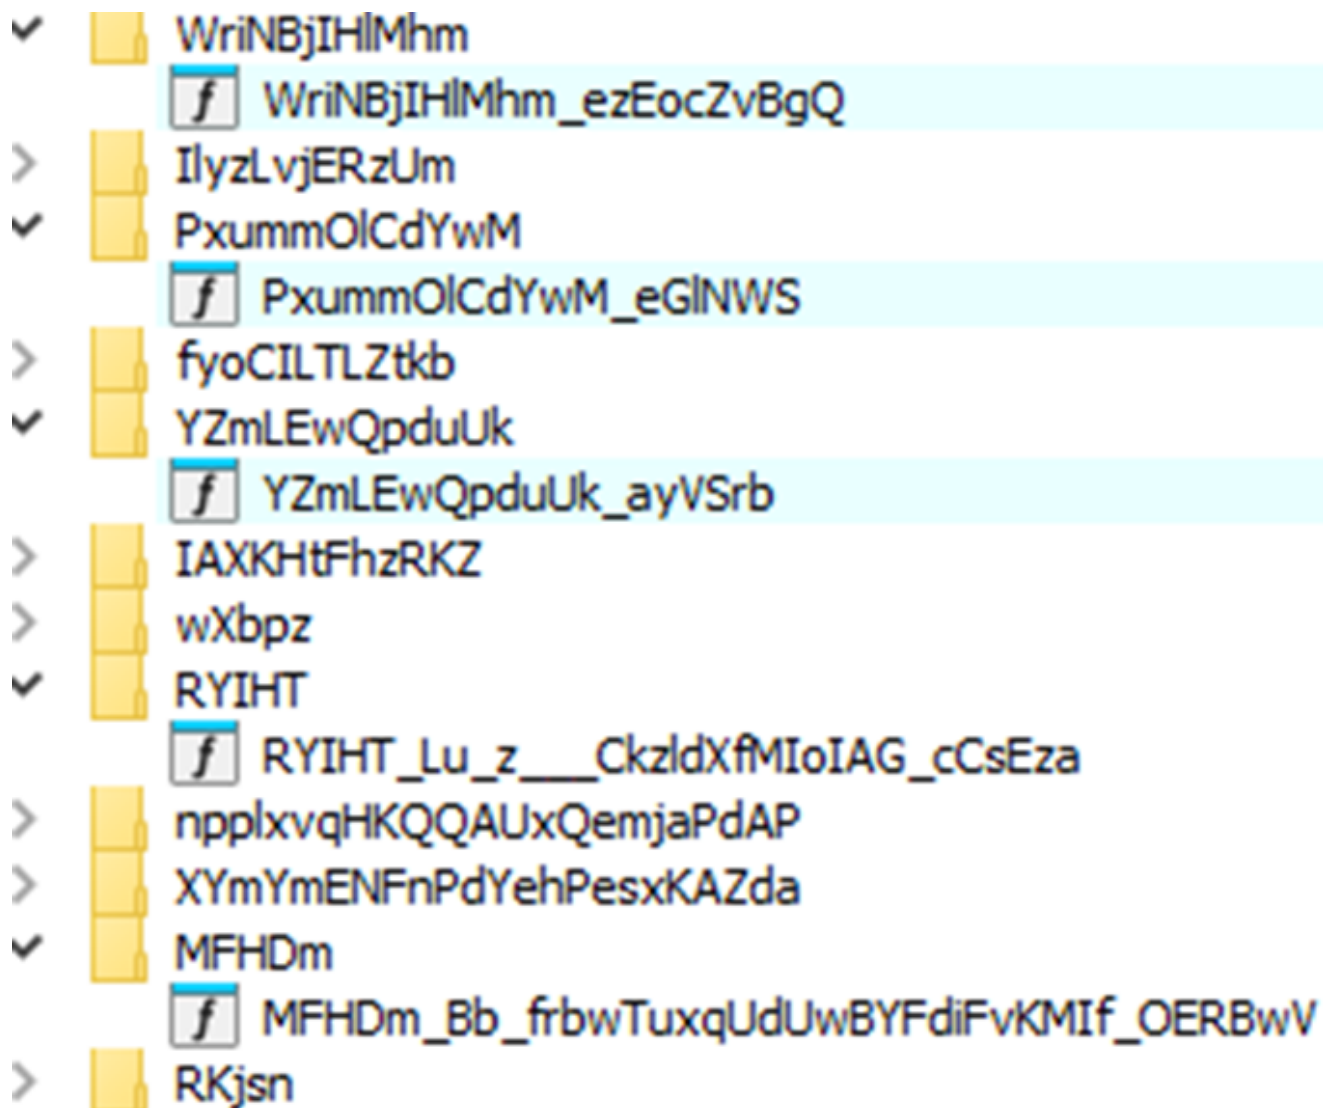 WriNBjIHlMhm
WriNBjIHlMhm_ezEocZvBgQ
IlyzLvjERzUm
PxummOlCdYwM
PxummOlCdYwM_eGlNWS
fyoCILTLZtkb
YZmLEwQpduUk
YZmLEwQpduUk_ayVSrb
IAXKHtFhzRKZ
wXbpz
RYIHT
RYIHT_Lu_z___CkzldXfMIoIAG_cCsEza
npplxvqHKQQAUxQemjaPdAP
XYmYmENFnPdYehPesxKAZda
MFHDm
MFHDm_Bb_frbwTuxqUdUwBYFdiFvKMIf_OERBwV
RKjsn